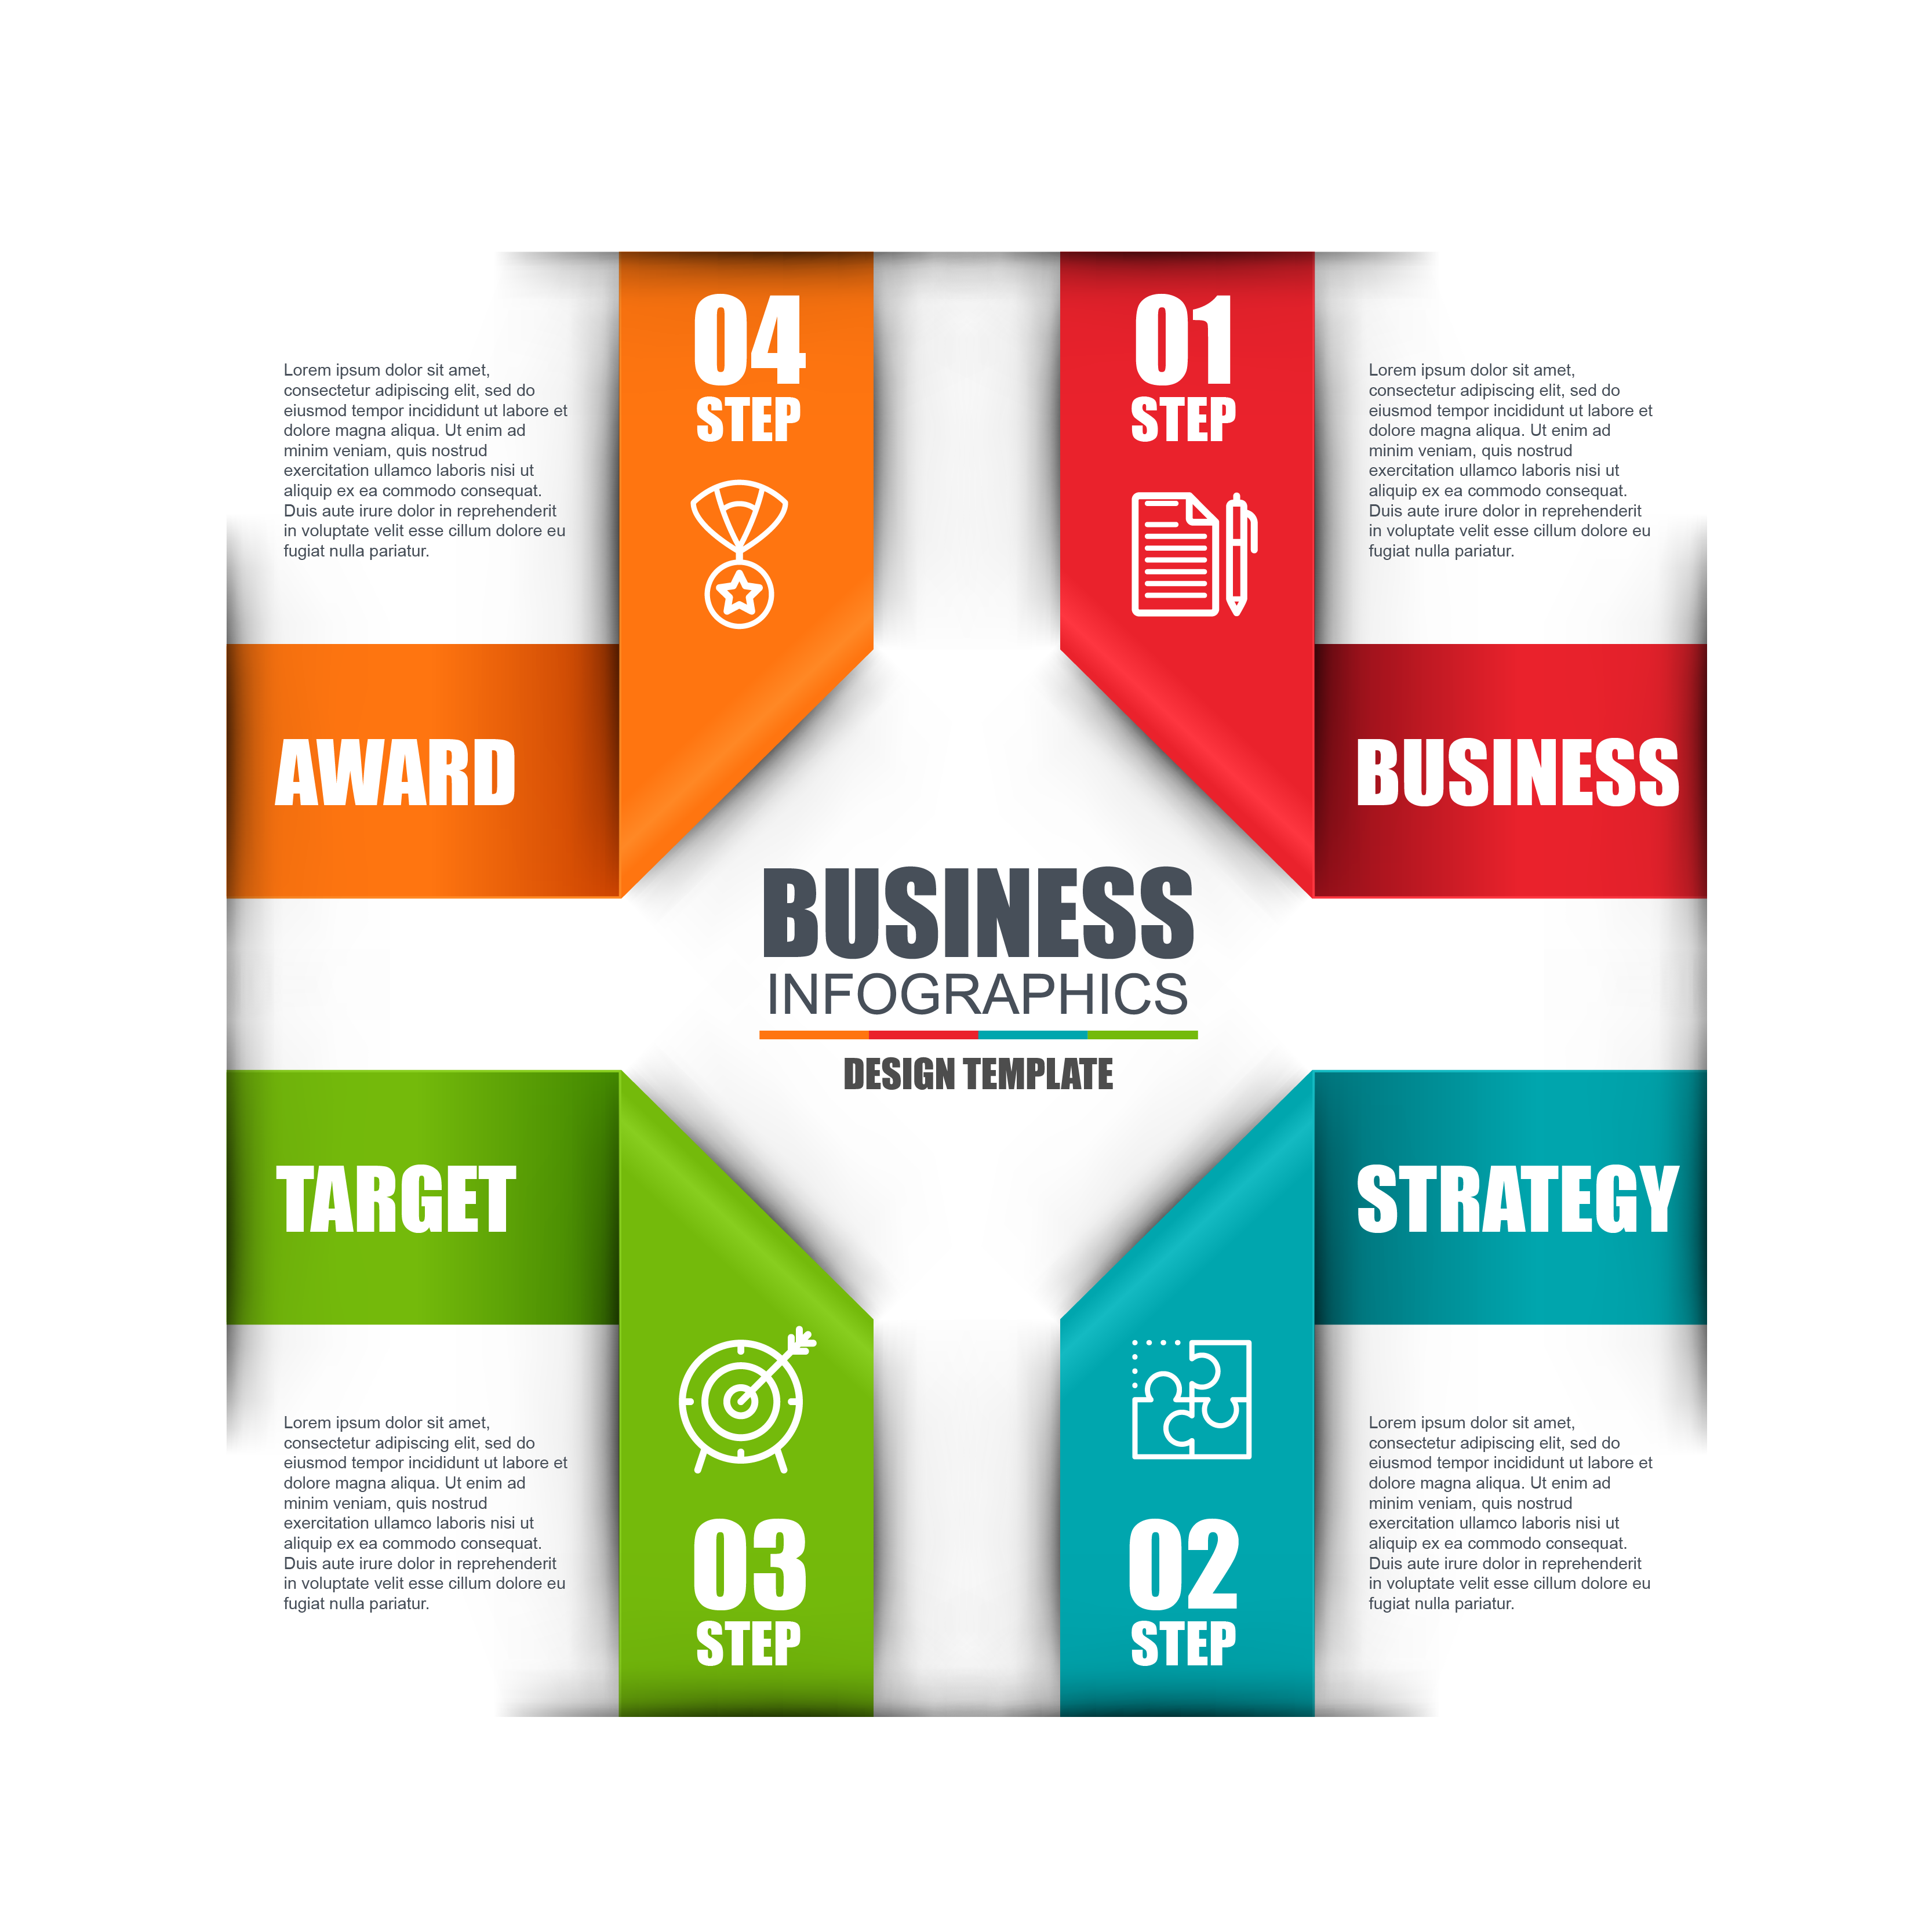 04
STEP
Lorem ipsum dolor sit amet,
consectetur adipiscing elit, sed do
eiusmod tempor incididunt ut labore et
dolore magna aliqua. Ut enim ad
minim veniam, quis nostrud
exercitation ullamco laboris nisi ut
aliquip ex ea commodo consequat.
Duis aute irure dolor in reprehenderit
in voluptate velit esse cillum dolore eu
fugiat nulla pariatur.
AWARD
01
STEP
Lorem ipsum dolor sit amet,
consectetur adipiscing elit, sed do
eiusmod tempor incididunt ut labore et
dolore magna aliqua. Ut enim ad
minim veniam, quis nostrud
exercitation ullamco laboris nisi ut
aliquip ex ea commodo consequat.
Duis aute irure dolor in reprehenderit
in voluptate velit esse cillum dolore eu
fugiat nulla pariatur.
BUSINESS
BUSINESS
INFOGRAPHICS
DESIGN TEMPLATE
TARGET
Lorem ipsum dolor sit amet,
consectetur adipiscing elit, sed do
eiusmod tempor incididunt ut labore et
dolore magna aliqua. Ut enim ad
minim veniam, quis nostrud
exercitation ullamco laboris nisi ut
aliquip ex ea commodo consequat.
Duis aute irure dolor in reprehenderit
in voluptate velit esse cillum dolore eu
fugiat nulla pariatur.
03
STEP
STRATEGY
Lorem ipsum dolor sit amet,
consectetur adipiscing elit, sed do
eiusmod tempor incididunt ut labore et
dolore magna aliqua. Ut enim ad
minim veniam, quis nostrud
exercitation ullamco laboris nisi ut
aliquip ex ea commodo consequat.
Duis aute irure dolor in reprehenderit
in voluptate velit esse cillum dolore eu
fugiat nulla pariatur.
02
STEP